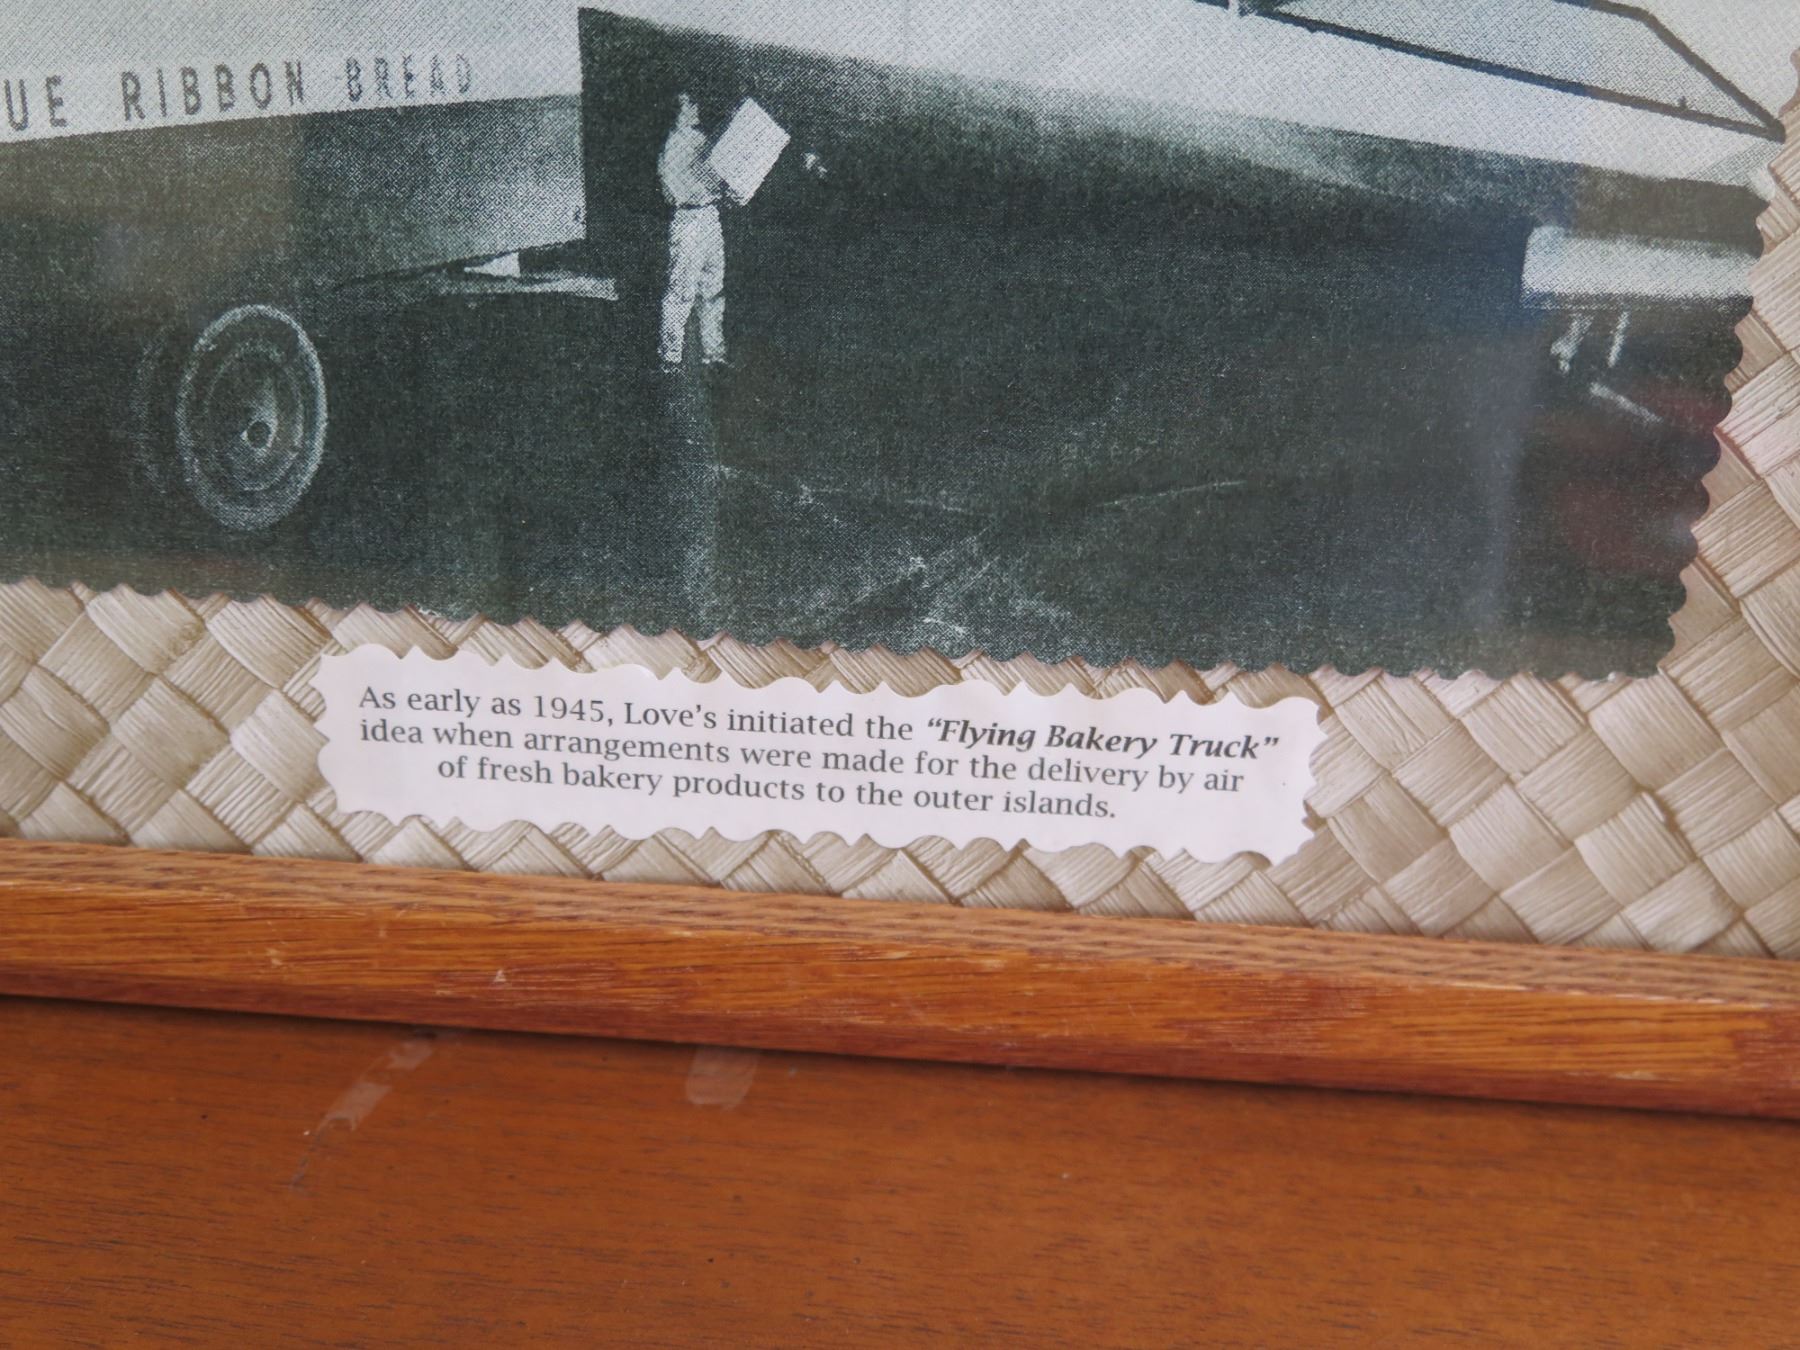 UE RIBBON BREAD
As early as 1945, Love's initiated the “Flying Bakery Truck”
idea when arrangements were made for the delivery by air
of fresh bakery products to the outer islands.